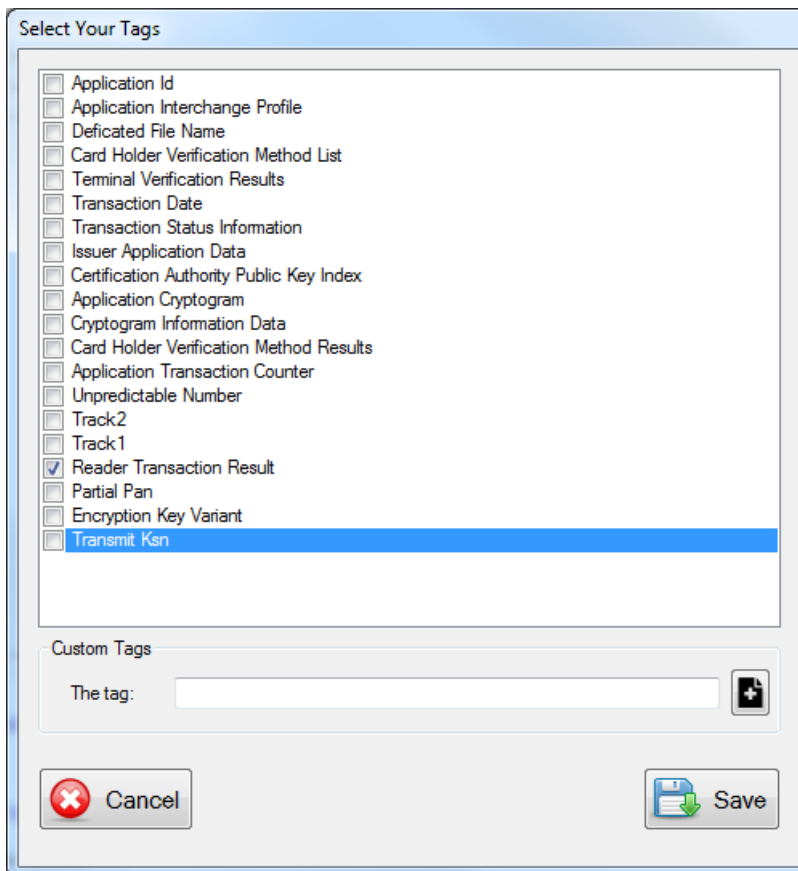 Select Your Tags
Application Id
Application Interchange Profile
Deficated File Name
Card Holder Verification Method List
Terminal Verification Results
Transaction Date
Transaction Status Information
Issuer Application Data
Certification Authority Public Key Index
Application Cryptogram
Cryptogram Information Data
Card Holder Verification Method Results
Application Transaction Counter
Unpredictable Number
Track2
Track1
Reader Transaction Result
Partial Pan
Encryption Key Variant
Transmit Ksn
Custom Tags
The tag:
Cancel
Save